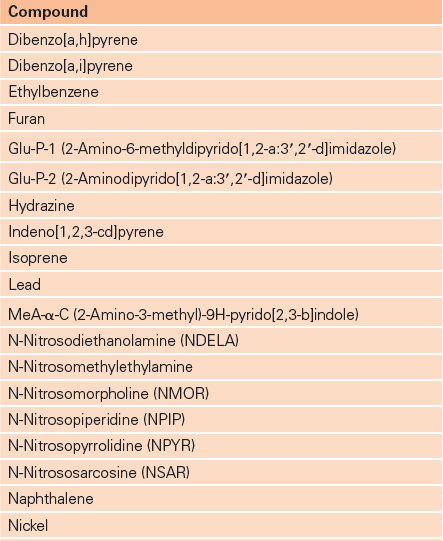 Compound
Dibenzo[a,h]pyrene
Dibenzo[a,i]pyrene
Ethylbenzene
Furan
Glu-P-1 (2-Amino-6-methyldipyrido[1,2-a:3′,2′-d]imidazole)
Glu-P-2 (2-Aminodipyrido[1,2-a:3′,2′-d]imidazole)
Hydrazine
Indeno[1,2,3-cd]pyrene
Isoprene
Lead
MeA-α-C (2-Amino-3-methyl)-9H-pyrido[2,3-b]indole)
N-Nitrosodiethanolamine (NDELA)
N-Nitrosomethylethylamine
N-Nitrosomorpholine (NMOR)
N-Nitrosopiperidine (NPIP)
N-Nitrosopyrrolidine (NPYR)
N-Nitrososarcosine (NSAR)
Naphthalene
Nickel